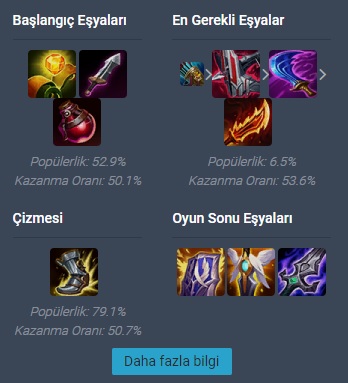 Başlangıç Eşyaları
Popülerlik: 52.9%
Kazanma Oranı: 50.1%
En Gerekli Eşyalar
Popülerlik: 6.5%
Kazanma Oranı: 53.6%
Çizmesi
Popülerlik: 79.1%
Kazanma Oranı: 50.7%
Oyun Sonu Eşyaları
Daha fazla bilgi